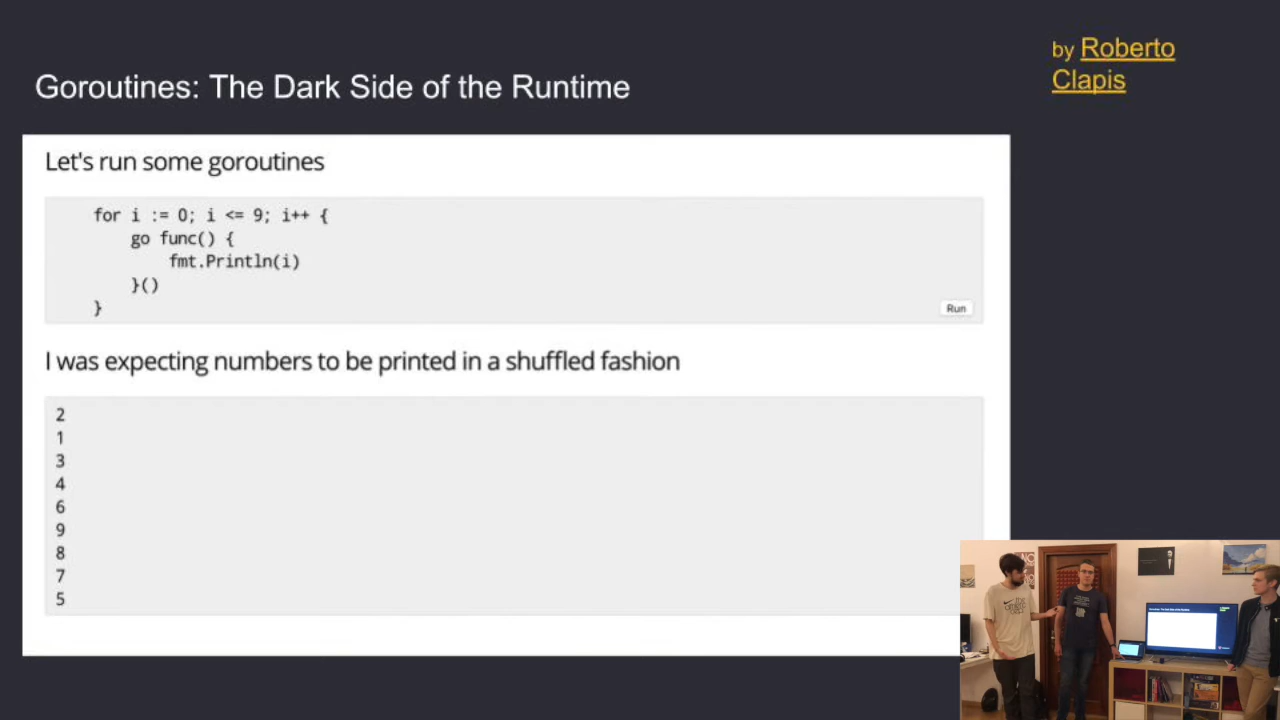 by Roberto
Clapis
Goroutines: The Dark Side of the Runtime
Let's run some goroutines
for i := 0; i <= 9; i++ {
go func() {
fmt.Println(i)
}()
}
Run
I was expecting numbers to be printed in a shuffled fashion
2
1
3
4
6
9
8
7
5